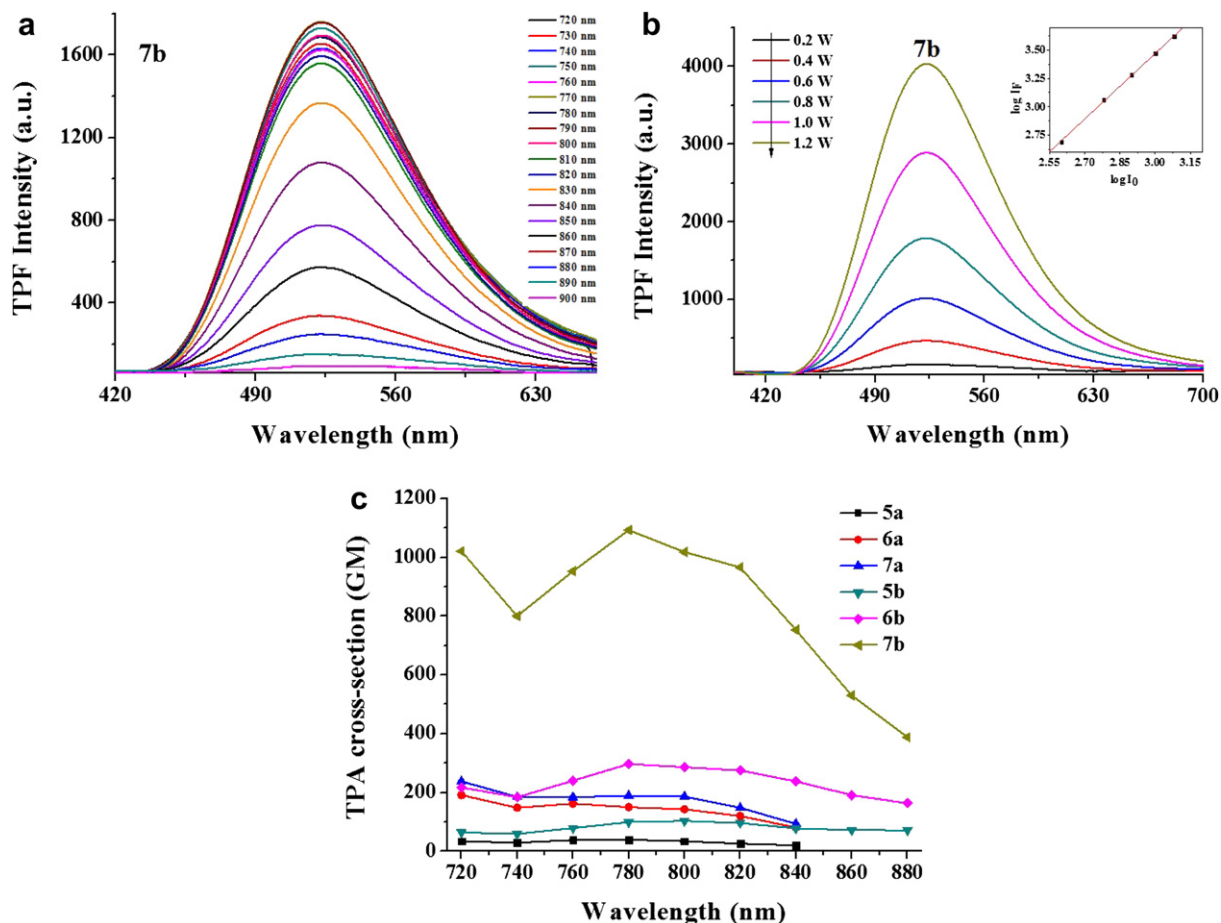 a
7b
TPF Intensity (a.u.)
1600
1200
800
400
420
490
560
630
Wavelength (nm)
720 nm
730 nm
740 nm
750 nm
760 nm
770 nm
780 nm
790 nm
800 nm
810 nm
820 nm
830 nm
840 nm
850 nm
860 nm
870 nm
880 nm
890 nm
900 nm
b
7b
TPF Intensity (a.u.)
4000
3000
2000
1000
420
490
560
630
700
Wavelength (nm)
0.2 W
0.4 W
0.6 W
0.8 W
1.0 W
1.2 W
log IF
3.50
3.25
3.00
2.75
2.55
2.70
2.85
3.00
3.15
log I0
c
TPA cross-section (GM)
1200
1000
800
600
400
200
0
720
740
760
780
800
820
840
860
880
Wavelength (nm)
5a
6a
7a
5b
6b
7b